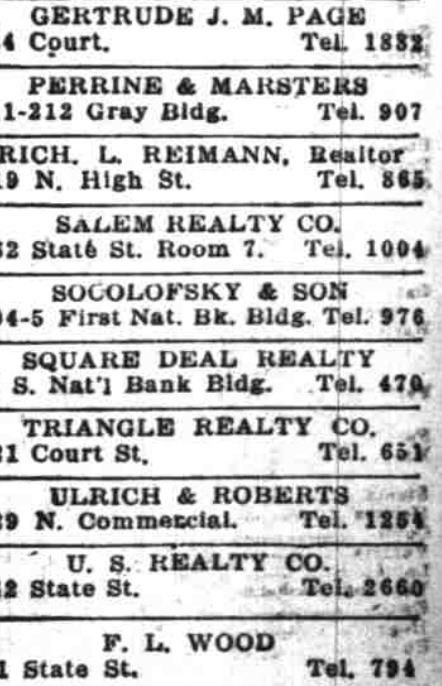 GERTRUDE J. M. PAGE
4 Court. Tel. 1832
PERRINE & MARSTERS
1-212 Gray Bldg. Tel. 907
RICH. L. REIMANN, Realtor
9 N. High St. Tel. 865
SALEM REALTY CO.
2 State St. Room 7. Tel. 1004
SOCOLOFSKY & SON
4-5 First Nat. Bk. Bldg. Tel. 976
SQUARE DEAL REALTY
S. Nat'l Bank Bldg. Tel. 470
TRIANGLE REALTY CO.
1 Court St. Tel. 651
ULRICH & ROBERTS
9 N. Commercial. Tel. 1254
U. S. REALTY CO.
2 State St. Tel. 2660
F. L. WOOD
1 State St. Tel. 794